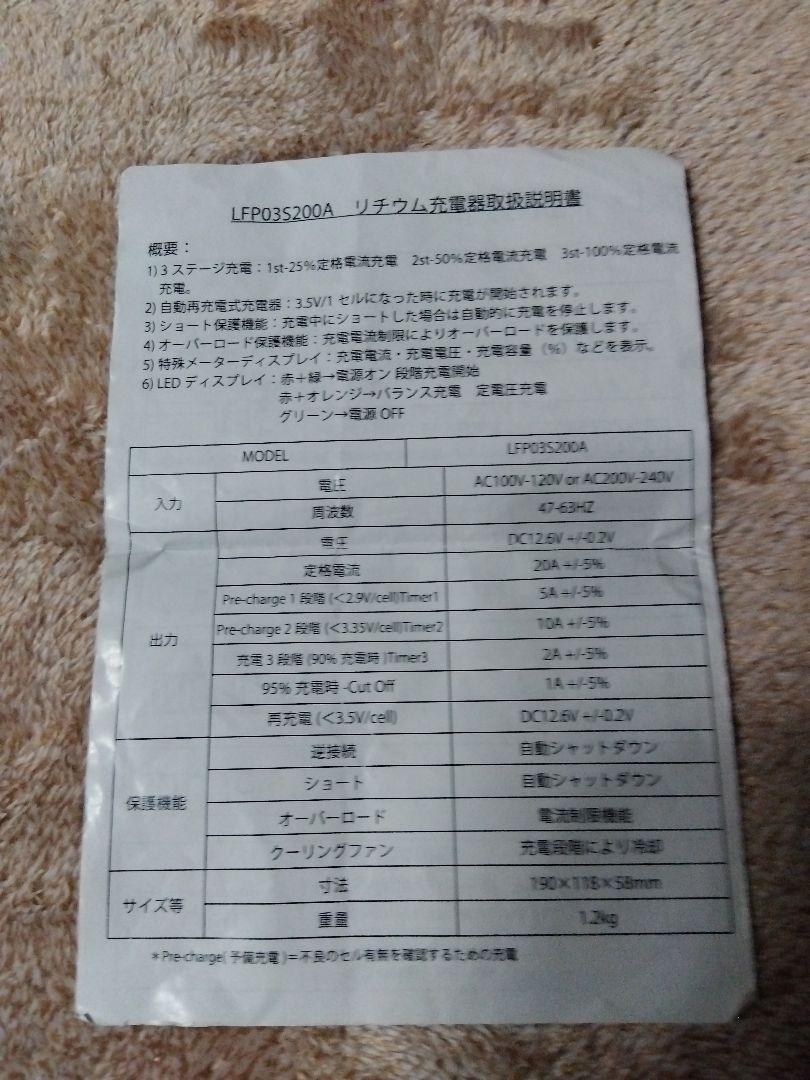 LFP03S200A リチウム充電器取扱説明書
概要：
1) 3 ステージ充電：1st-25%定格電流充電 2st-50%定格電流充電 3st-100%定格電流
充電。
2) 自動再充電式充電器：3.5V/1 セルになった時に充電が開始されます。
3) ショート保護機能：充電中にショートした場合は自動的に充電を停止します。
4) オーバーロード保護機能：充電電流制限によりオーバーロードを保護します。
5) 特殊メーターディスプレイ：充電電流・充電電圧・充電容量（%）などを表示。
6) LED ディスプレイ：赤＋緑→電源オン 段階充電開始
赤＋オレンジ→バランス充電 定電圧充電
グリーン→電源 OFF
MODEL LFP03S200A
入力 電圧 AC100V-120V or AC200V-240V
周波数 47-63HZ
出力 電圧 DC12.6V +/-0.2V
定格電流 20A +/-5%
Pre-charge 1 段階 (＜2.9V/cell)Timer1 5A +/-5%
Pre-charge 2 段階 (＜3.35V/cell)Timer2 10A +/-5%
充電 3 段階 (90% 充電時 )Timer3 2A +/-5%
95% 充電時 -Cut Off 1A +/-5%
再充電 (＜3.5V/cell) DC12.6V +/-0.2V
保護機能 逆接続 自動シャットダウン
ショート 自動シャットダウン
オーバーロード 電流制限機能
クーリングファン 充電段階により冷却
サイズ等 寸法 190×118×58mm
重量 1.2kg
＊Pre-charge( 予備充電 )＝不良のセル有無を確認するための充電